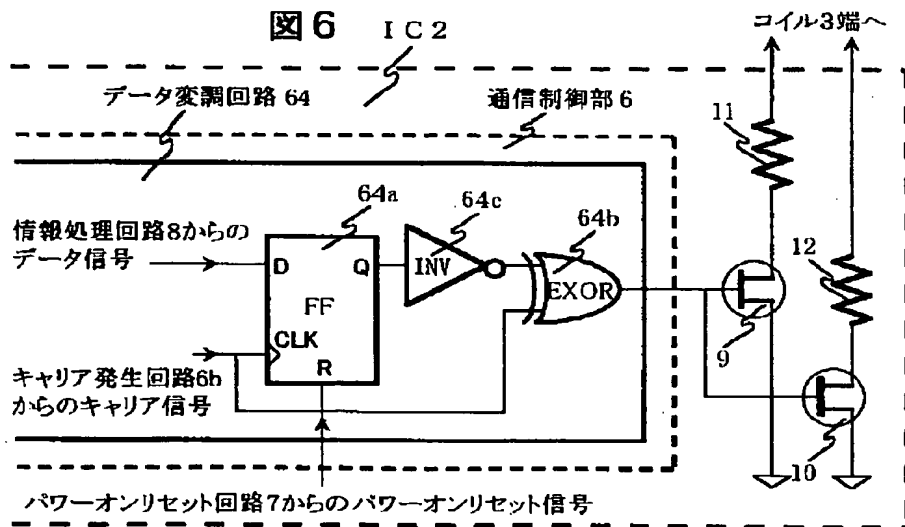 図6
IC2
コイル3端へ
データ変調回路64
通信制御部6
11
64a
64c
64b
情報処理回路8からの
データ信号
D
Q
INV
EXOR
12
FF
9
CLK
R
キャリア発生回路6b
からのキャリア信号
10
パワーオンリセット回路7からのパワーオンリセット信号